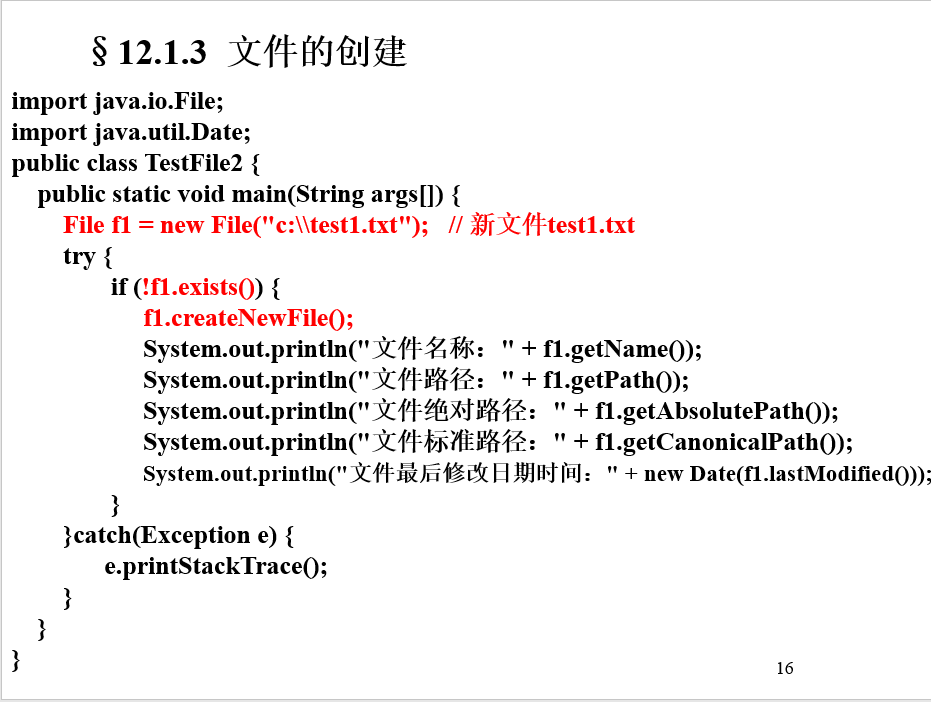 § 12.1.3 文件的创建
import java.io.File;
import java.util.Date;
public class TestFile2 {
public static void main(String args[]) {
File f1 = new File("c:\\test1.txt"); // 新文件test1.txt
try {
if (!f1.exists()) {
f1.createNewFile();
System.out.println("文件名称：" + f1.getName());
System.out.println("文件路径：" + f1.getPath());
System.out.println("文件绝对路径：" + f1.getAbsolutePath());
System.out.println("文件标准路径：" + f1.getCanonicalPath());
System.out.println("文件最后修改日期时间：" + new Date(f1.lastModified()));
}
}catch(Exception e) {
e.printStackTrace();
}
}
}
16